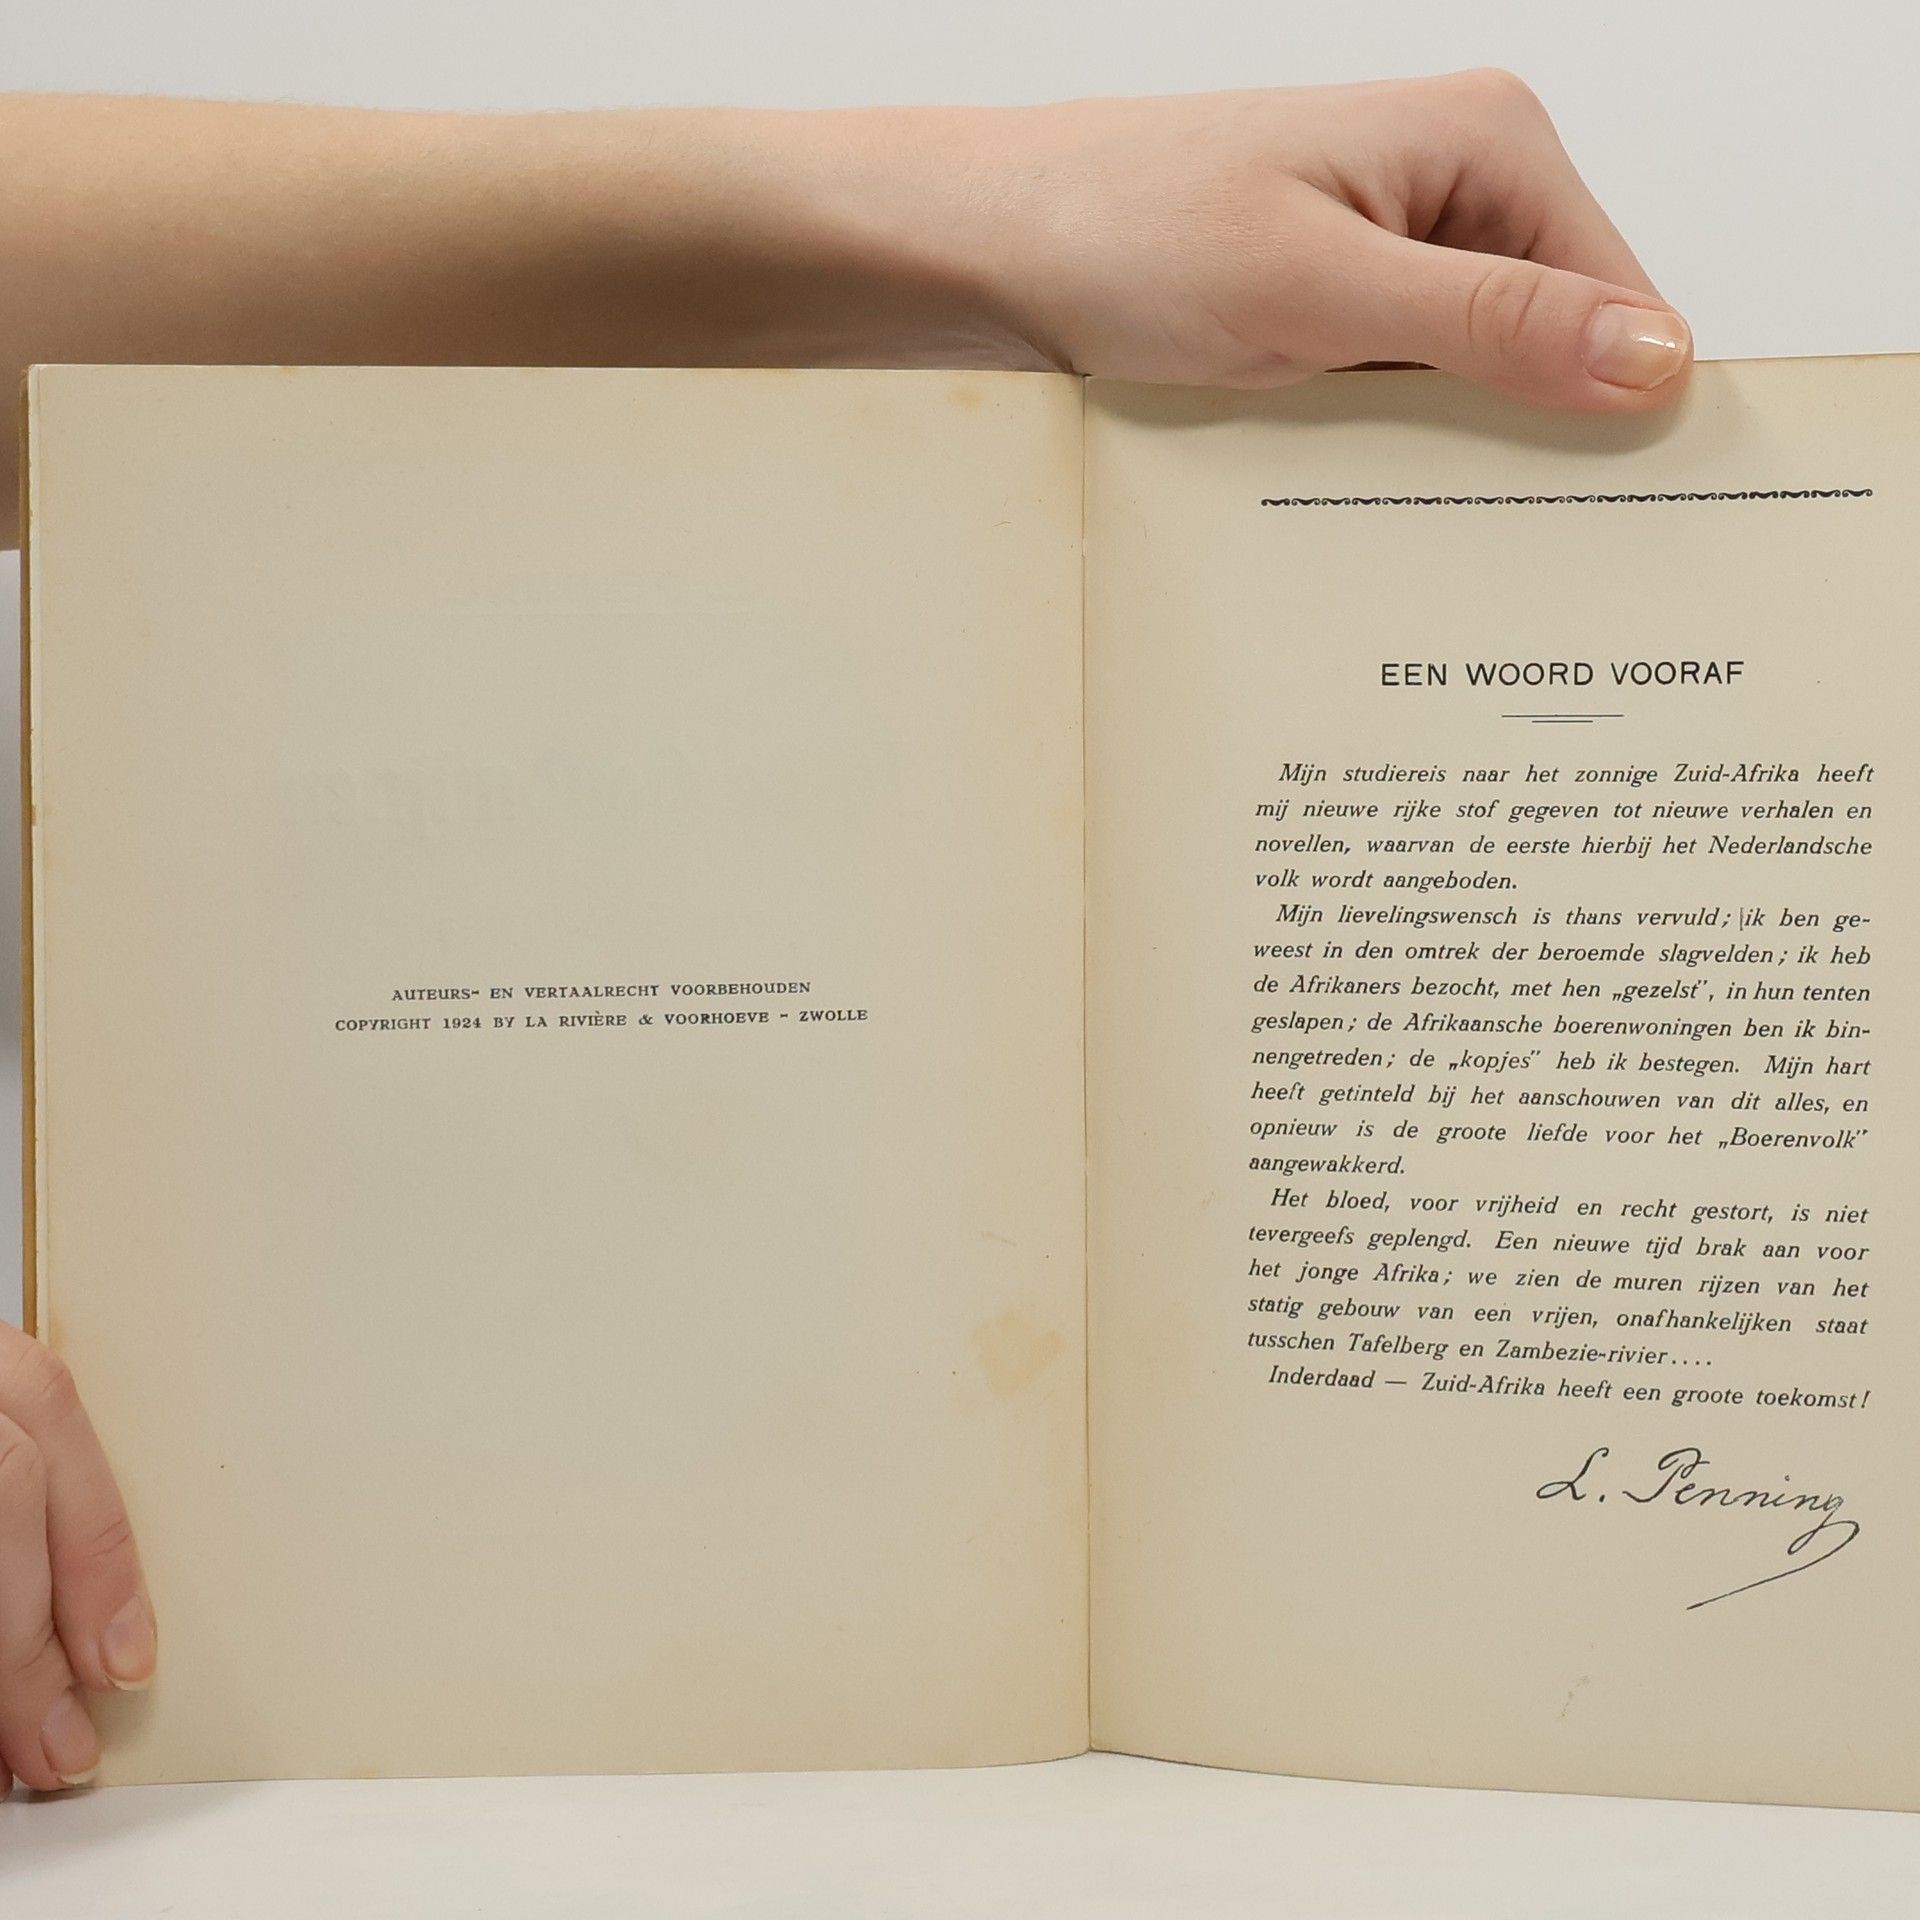 AUTEURS- EN VERTAALRECHT VOORBEHOUDEN
COPYRIGHT 1924 BY LA RIVIÈRE & VOORHOEVE - ZWOLLE
EEN WOORD VOORAF
Mijn studiereis naar het zonnige Zuid-Afrika heeft
mij nieuwe rijke stof gegeven tot nieuwe verhalen en
novellen, waarvan de eerste hierbij het Nederlandsche
volk wordt aangeboden.
Mijn lievelingswensch is thans vervuld; ik ben ge-
weest in den omtrek der beroemde slagvelden; ik heb
de Afrikaners bezocht, met hen „gezelst”, in hun tenten
geslapen; de Afrikaansche boerenwoningen ben ik bin-
nengetreden; de „kopjes” heb ik bestegen. Mijn hart
heeft getinteld bij het aanschouwen van dit alles, en
opnieuw is de groote liefde voor het „Boerenvolk”
aangewakkerd.
Het bloed, voor vrijheid en recht gestort, is niet
tevergeefs geplengd. Een nieuwe tijd brak aan voor
het jonge Afrika; we zien de muren rijzen van het
statig gebouw van een vrijen, onafhankelijken staat
tusschen Tafelberg en Zambezie-rivier....
Inderdaad — Zuid-Afrika heeft een groote toekomst!
L. Penning